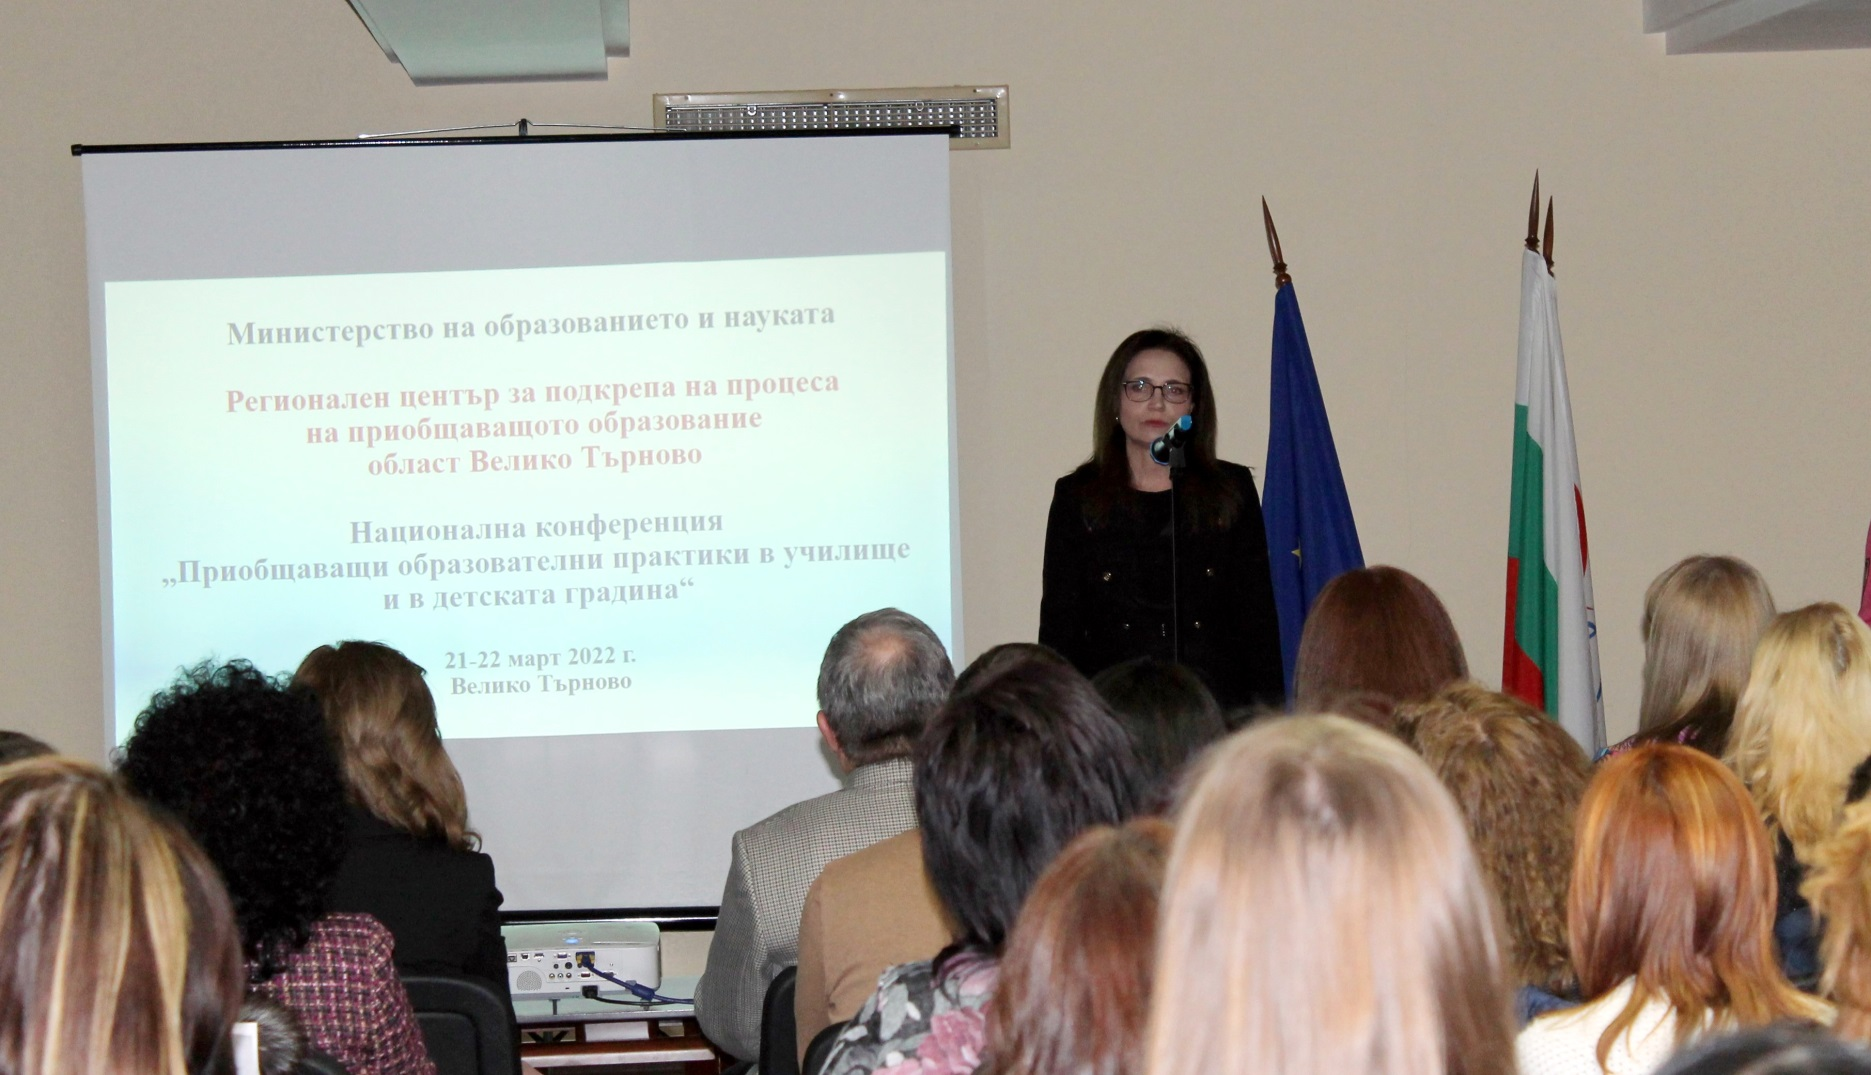 Министерство на образованието и науката
Регионален център за подкрепа на процеса
на приобщаващото образование
област Велико Търново
Национална конференция
„Приобщаващи образователни практики в училище
и в детската градина“
21-22 март 2022 г.
Велико Търново